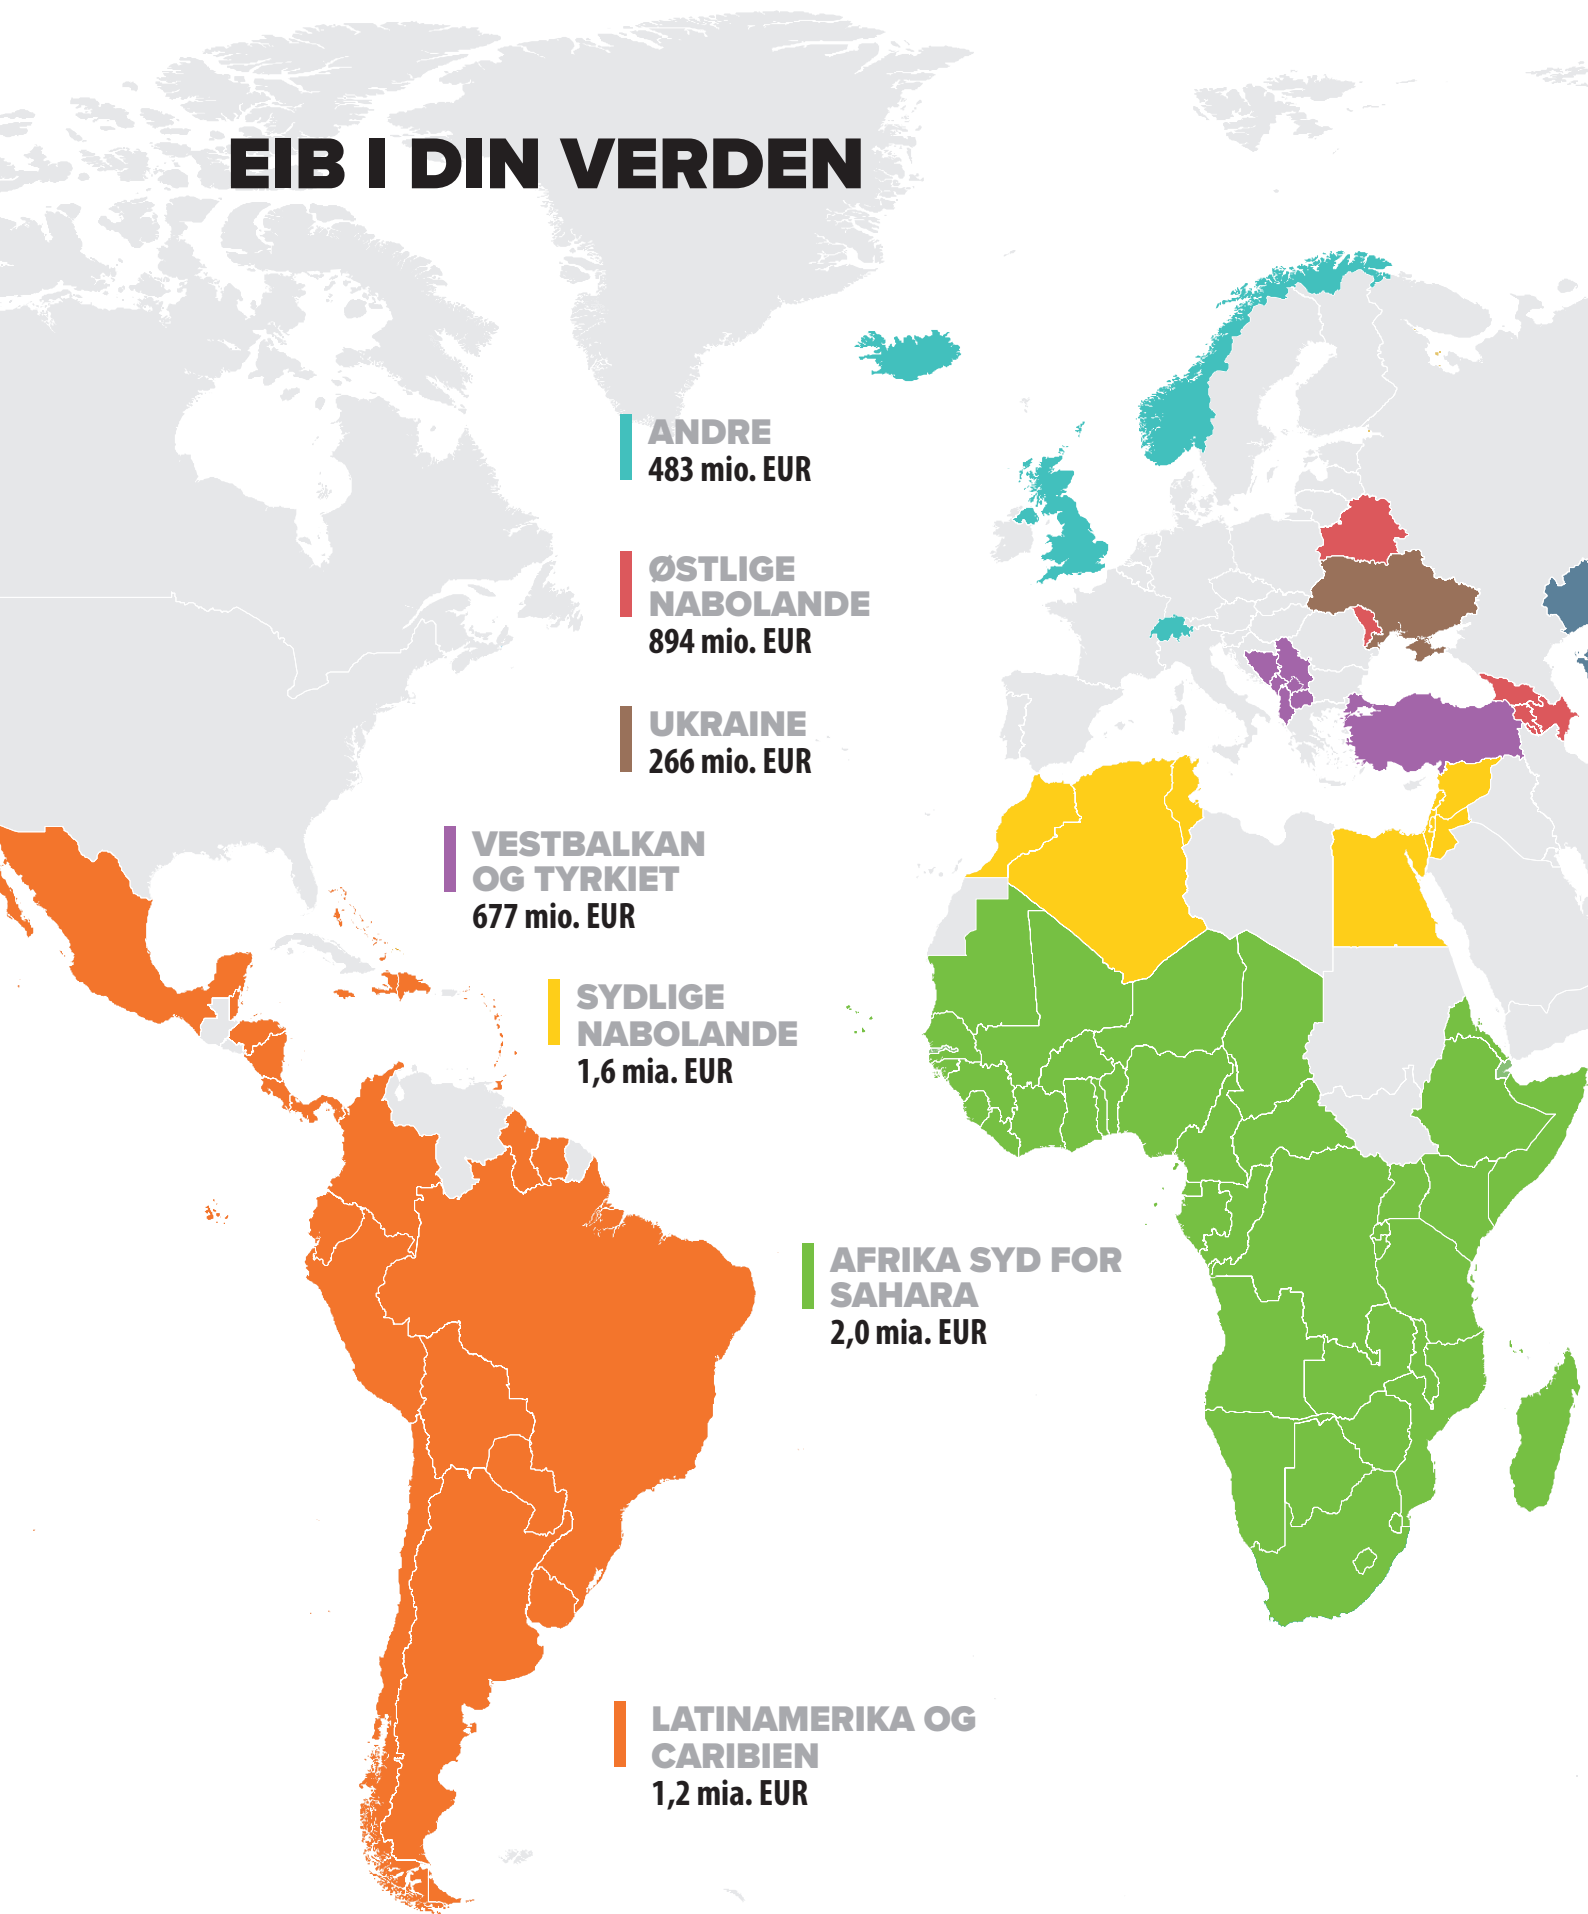 EIB I DIN VERDEN
ANDRE
483 mio. EUR
ØSTLIGE
NABOLANDE
894 mio. EUR
UKRAINE
266 mio. EUR
VESTBALKAN
OG TYRKIET
677 mio. EUR
SYDLIGE
NABOLANDE
1,6 mia. EUR
AFRIKA SYD FOR
SAHARA
2,0 mia. EUR
LATINAMERIKA OG
CARIBIEN
1,2 mia. EUR